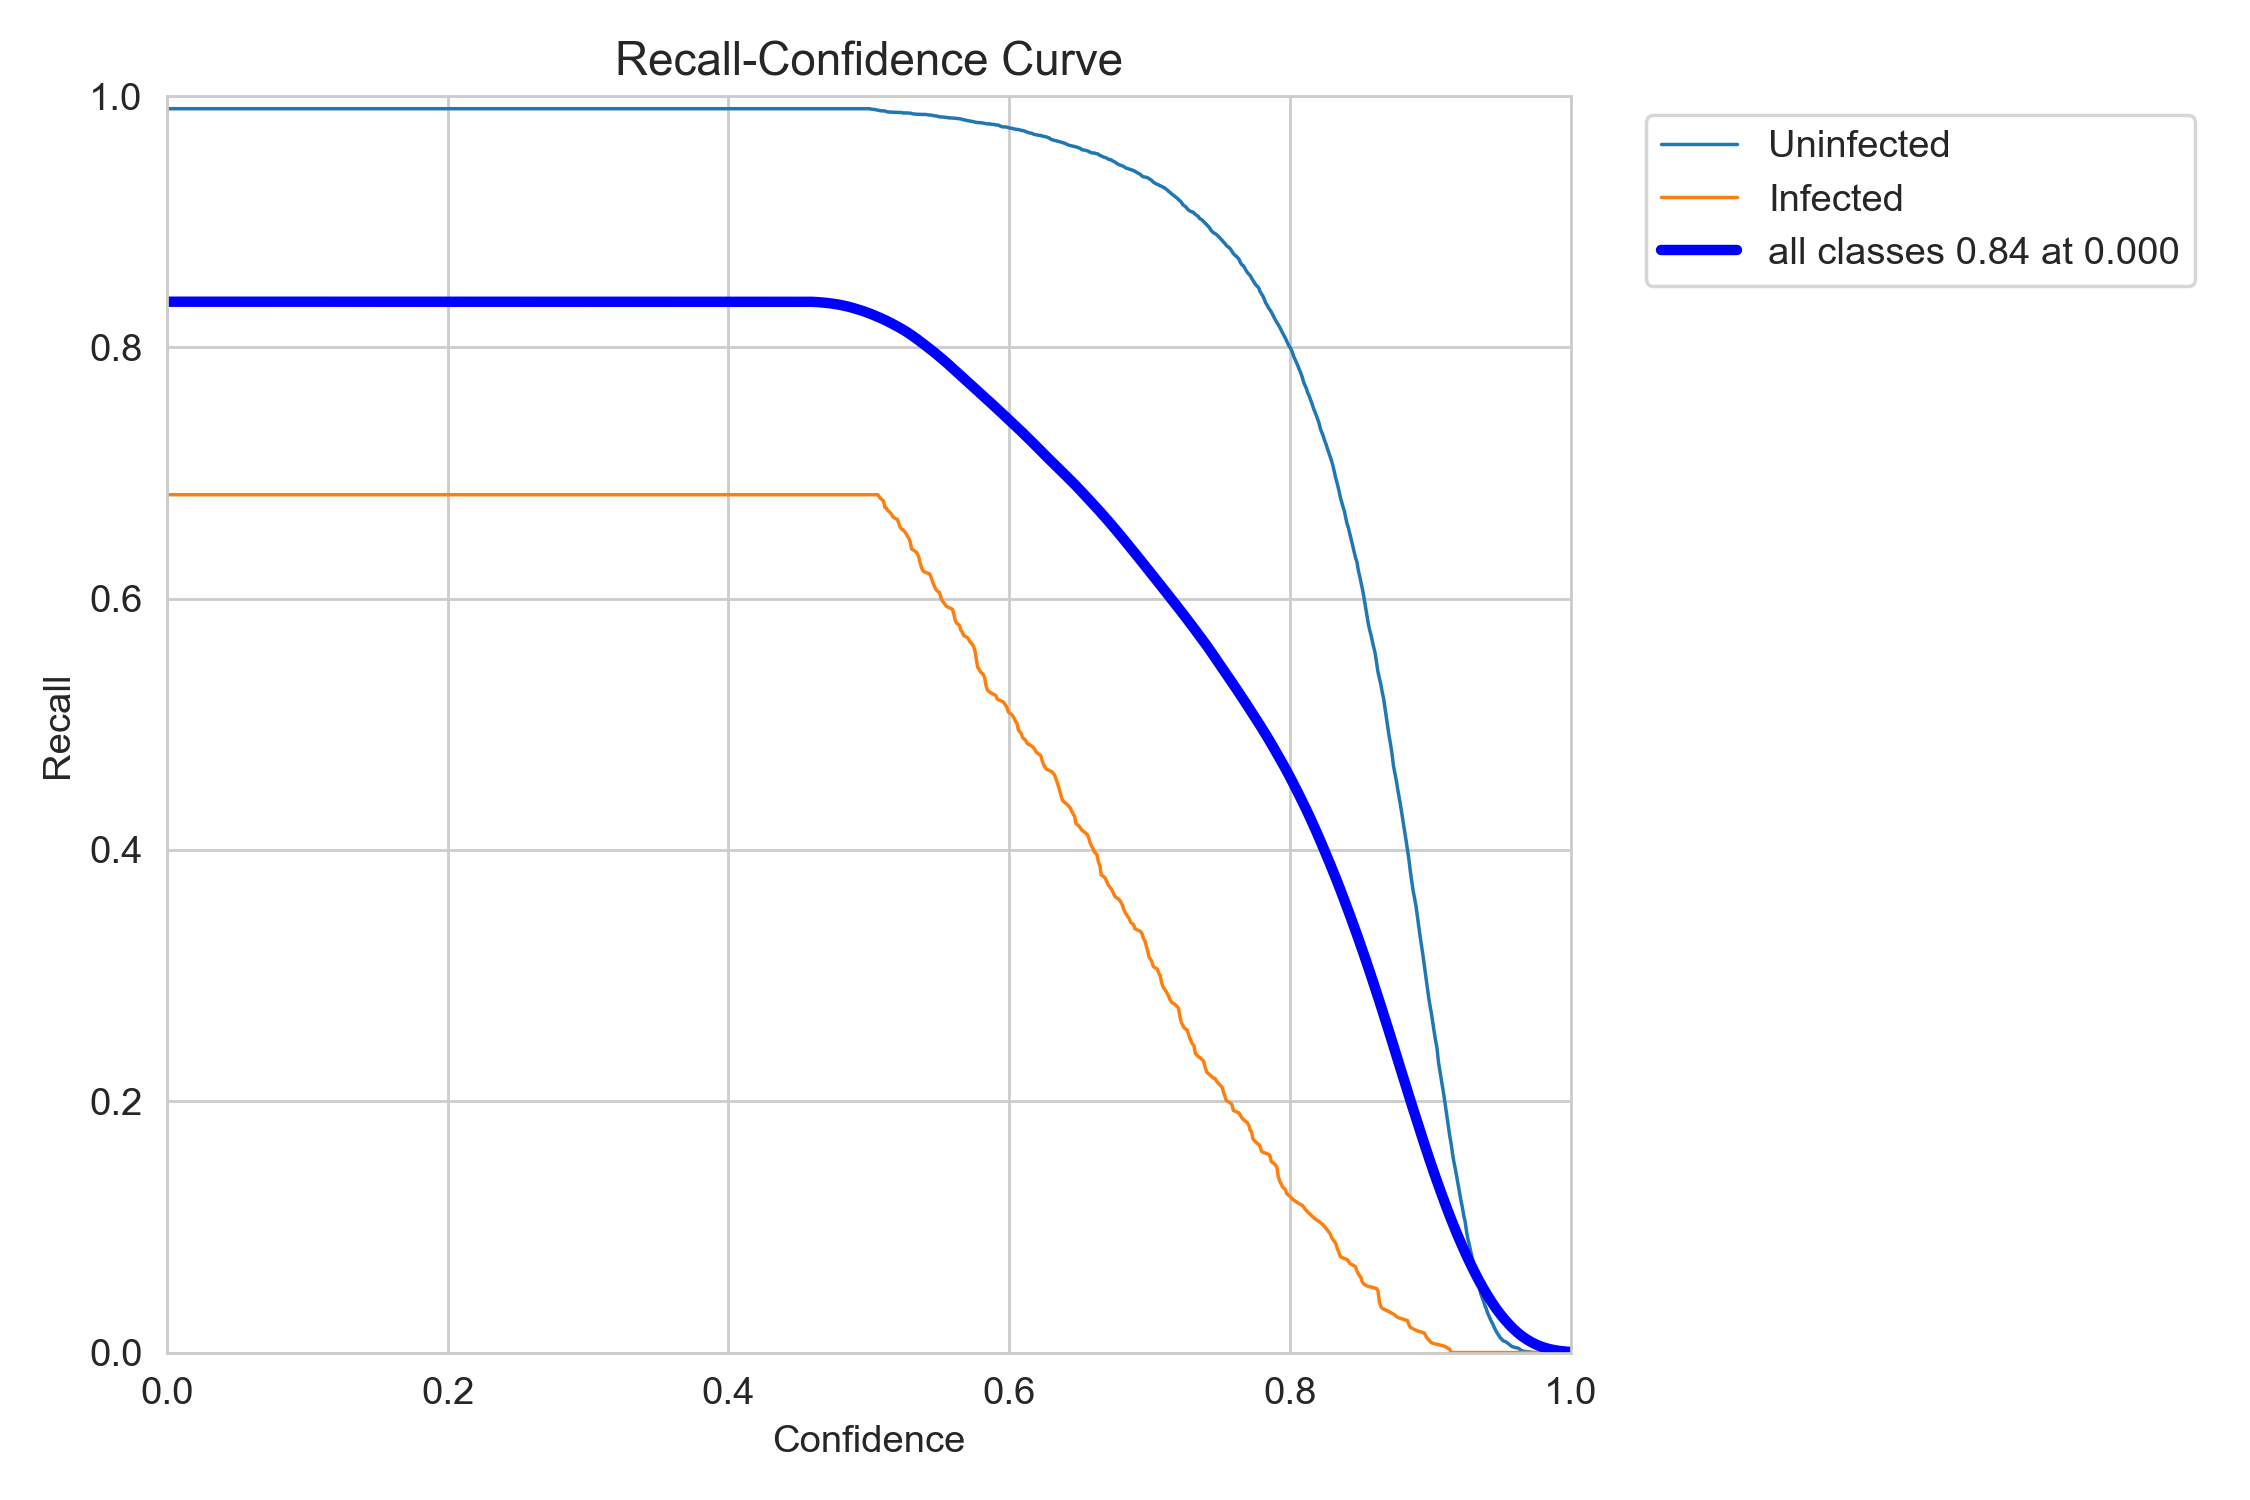 Recall-Confidence Curve
1.0
0.8
0.6
0.4
0.2
0.0
Recall
0.0 0.2 0.4 0.6 0.8 1.0
Confidence
Uninfected
Infected
all classes 0.84 at 0.000